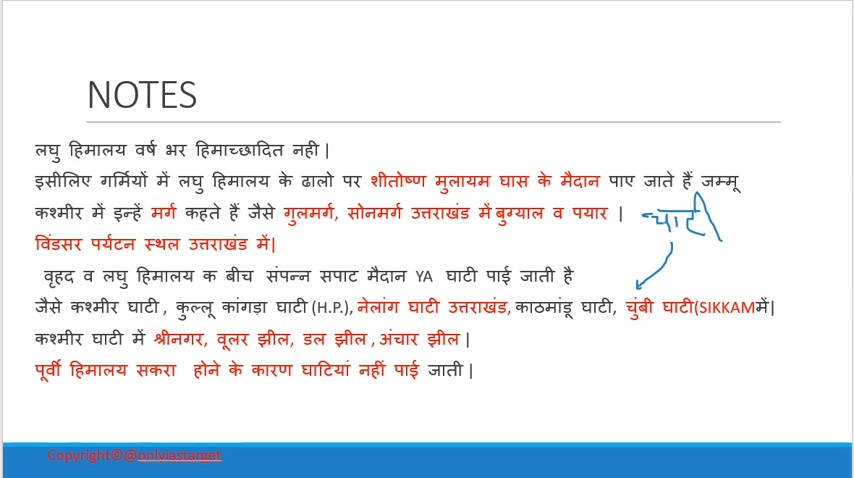 NOTES
लघु हिमालय वर्ष भर हिमाच्छादित नही |
इसीलिए गर्मियों में लघु हिमालय के ढालो पर शीतोष्ण मुलायम घास के मैदान पाए जाते हैं जम्मू
कश्मीर में इन्हें मर्ग कहते हैं जैसे गुलमर्ग, सोनमर्ग उत्तराखंड में बुग्याल व पयार |
विंडसर पर्यटन स्थल उत्तराखंड में|
वृहद व लघु हिमालय क बीच संपन्न सपाट मैदान YA घाटी पाई जाती है
जैसे कश्मीर घाटी , कुल्लू कांगड़ा घाटी (H.P.), नेलांग घाटी उत्तराखंड, काठमांडू घाटी, चुंबी घाटी(SIKKAMमें|
कश्मीर घाटी में श्रीनगर, वूलर झील, डल झील , अंचार झील |
पूर्वी हिमालय सकरा होने के कारण घाटियां नहीं पाई जाती |
Copyright©@onlyiastarget